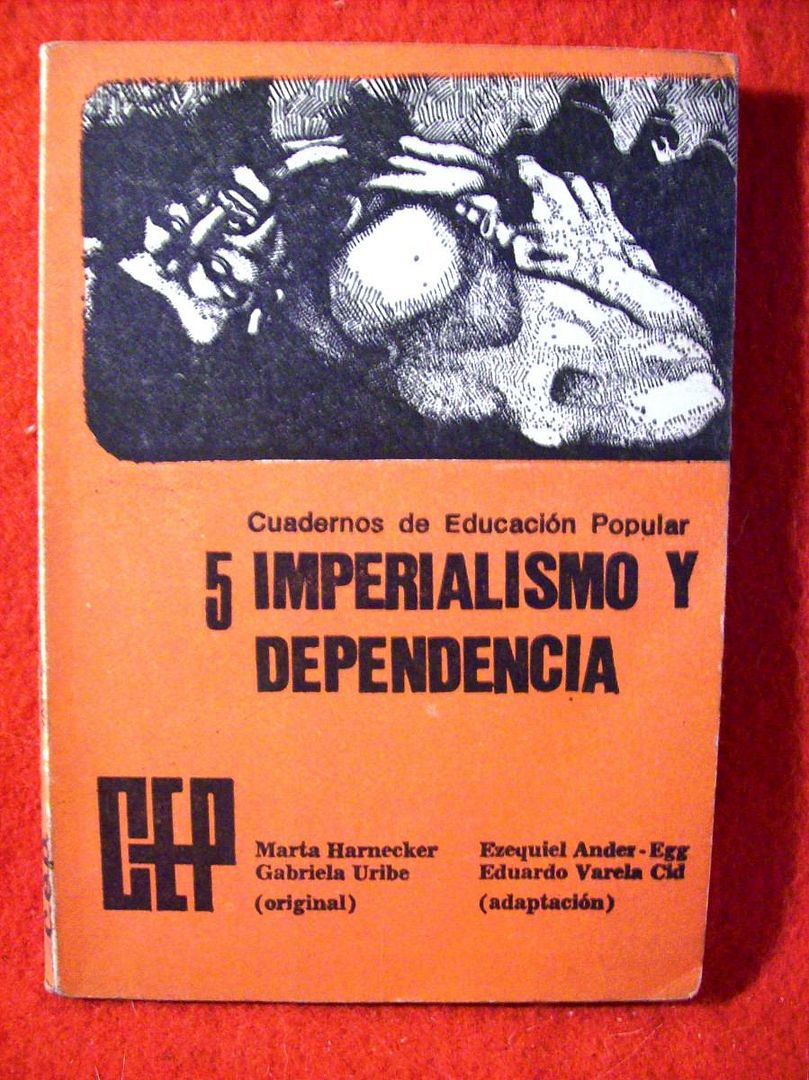 Cuadernos de Educación Popular
5 IMPERIALISMO Y
DEPENDENCIA
CEP
Marta Harnecker
Gabriela Uribe
(original)
Ezequiel Ander-Egg
Eduardo Varela Cid
(adaptación)